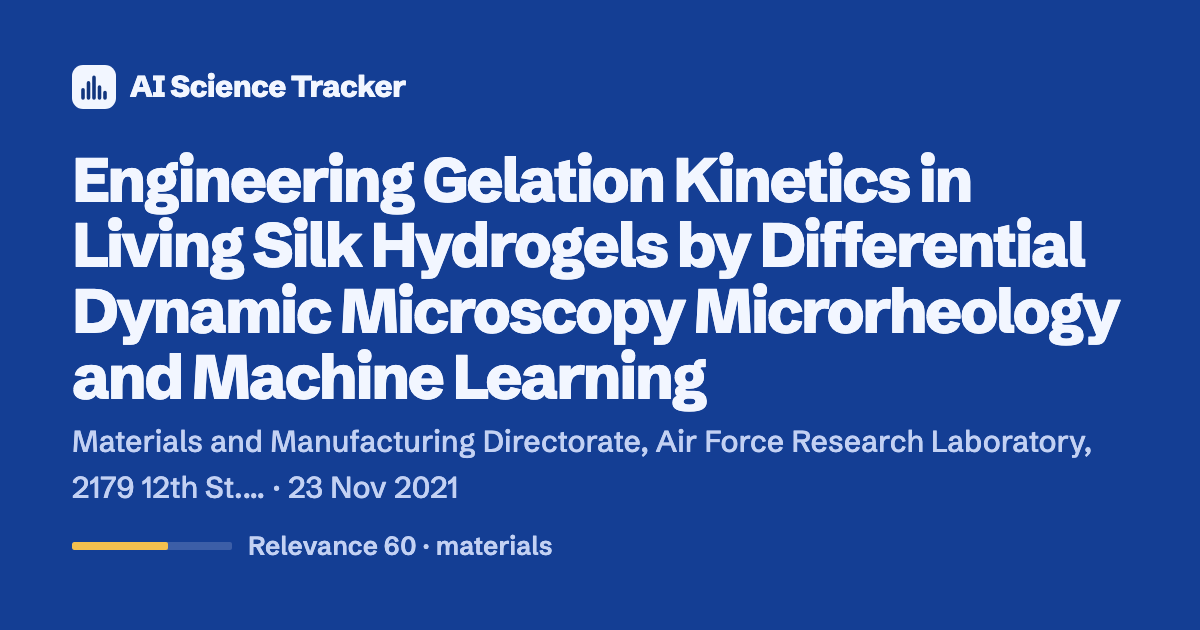 AI Science Tracker
Engineering Gelation Kinetics in
Living Silk Hydrogels by Differential
Dynamic Microscopy Microrheology
and Machine Learning
Materials and Manufacturing Directorate, Air Force Research Laboratory,
2179 12th St.… · 23 Nov 2021
Relevance 60 · materials